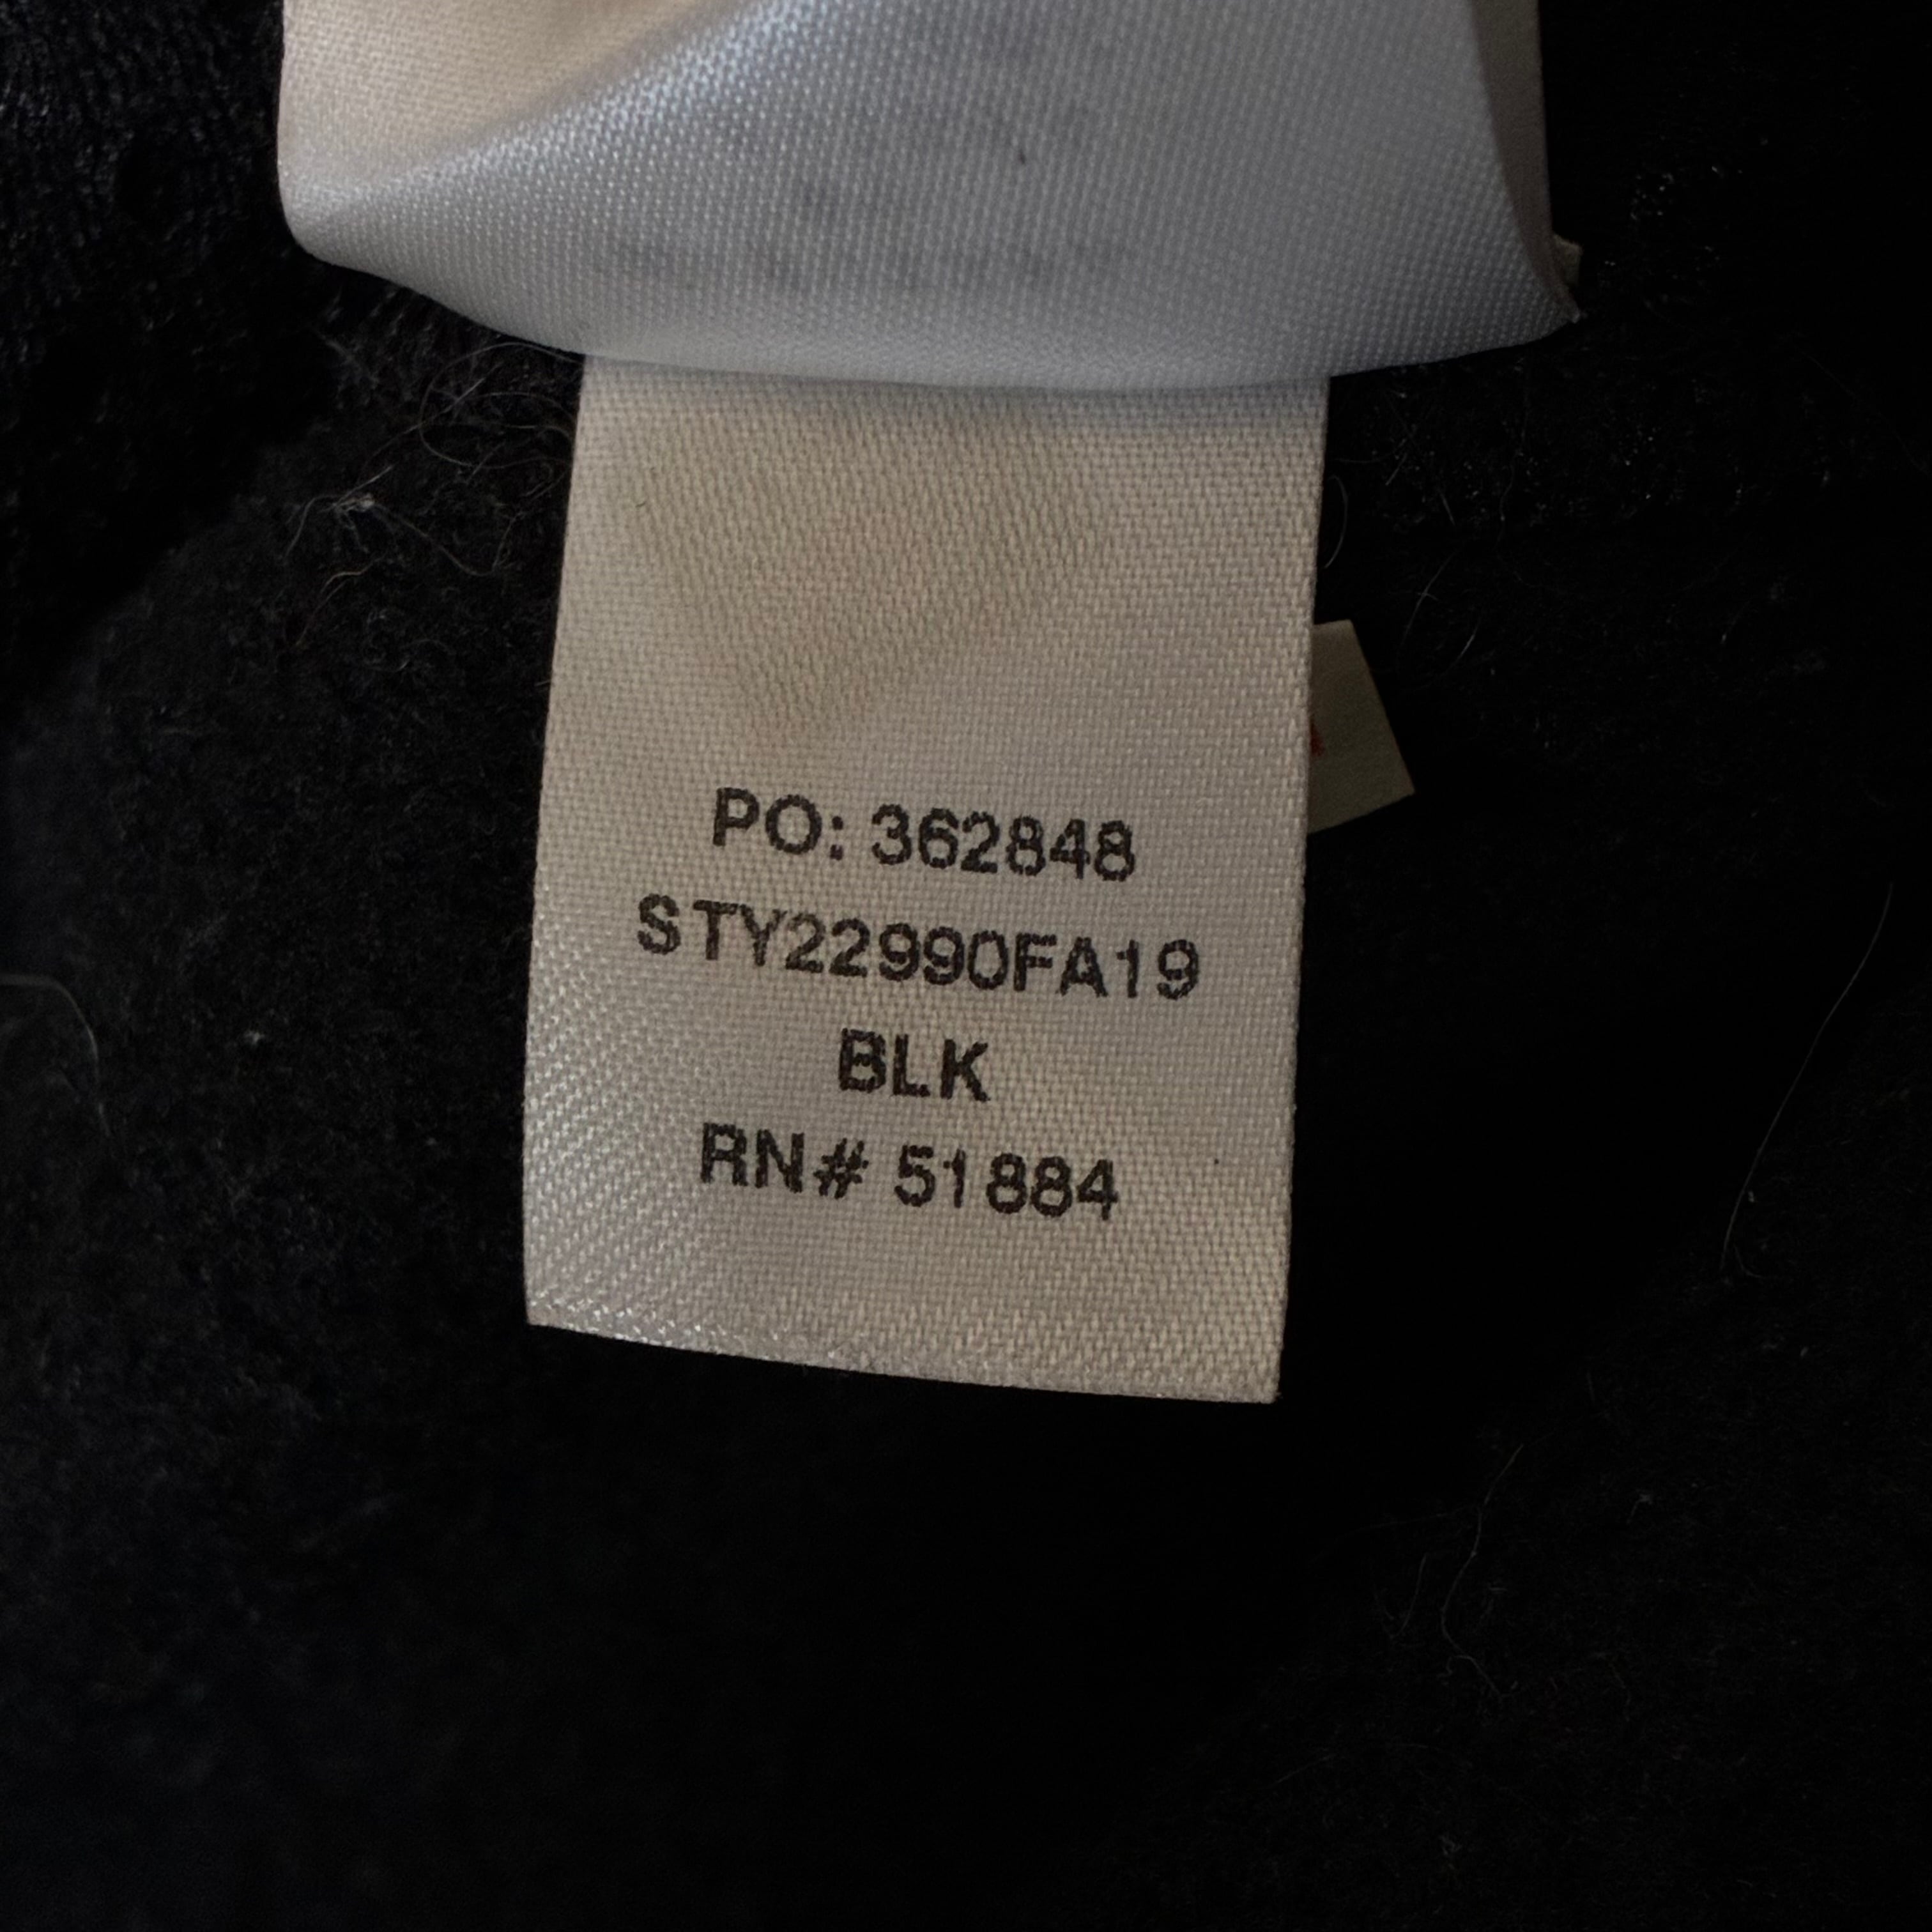 PO: 362848
STY22990FA19
BLK
RN# 51884